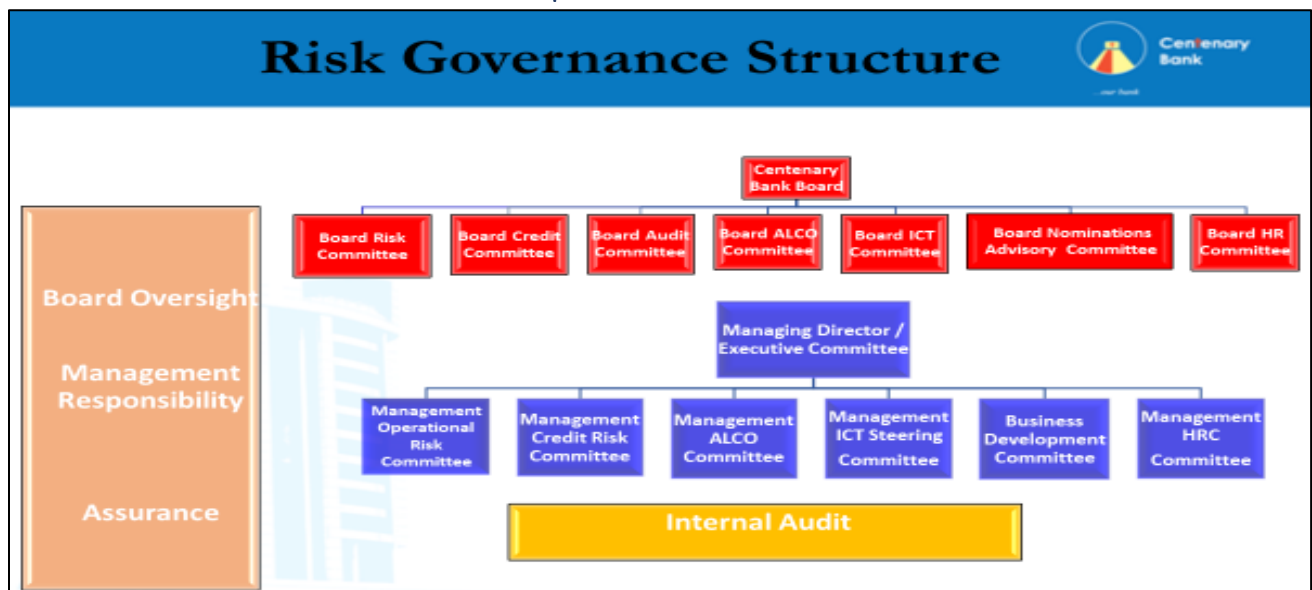 Risk Governance Structure
Centenary
Bank
...our bank
Centenary
Bank Board
Board Risk
Committee
Board Credit
Committee
Board Audit
Committee
Board ALCO
Committee
Board ICT
Committee
Board Nominations
Advisory Committee
Board HR
Committee
Board Oversight
Management
Responsibility
Assurance
Managing Director /
Executive Committee
Management
Operational
Risk
Committee
Management
Credit Risk
Committee
Management
ALCO
Committee
Management
ICT Steering
Committee
Business
Development
Committee
Management
HRC
Committee
Internal Audit